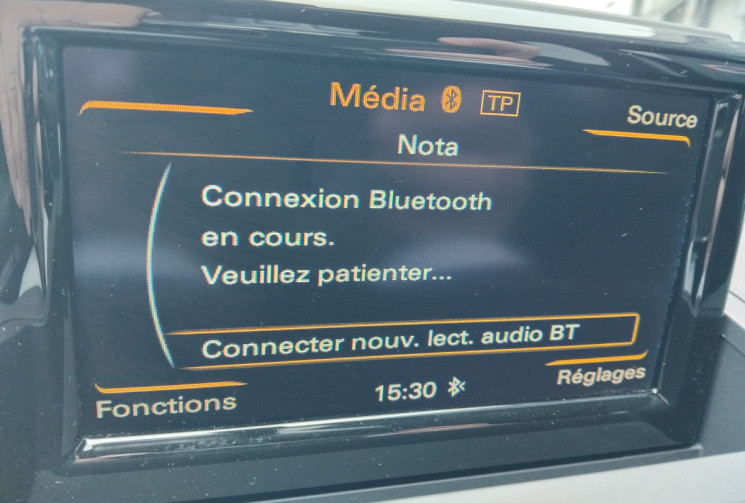 Média TP
Source
Nota
Connexion Bluetooth
en cours.
Veuillez patienter...
Connecter nouv. lect. audio BT
Fonctions
15:30
Réglages